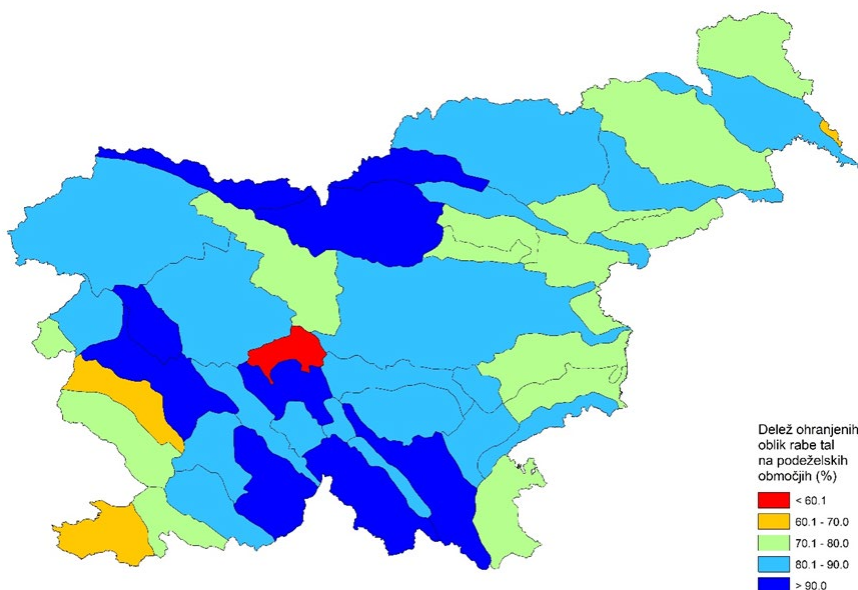 Delež ohranjenih
oblik rabe tal
na podeželskih
območjih (%)
< 60.1
60.1 - 70.0
70.1 - 80.0
80.1 - 90.0
> 90.0